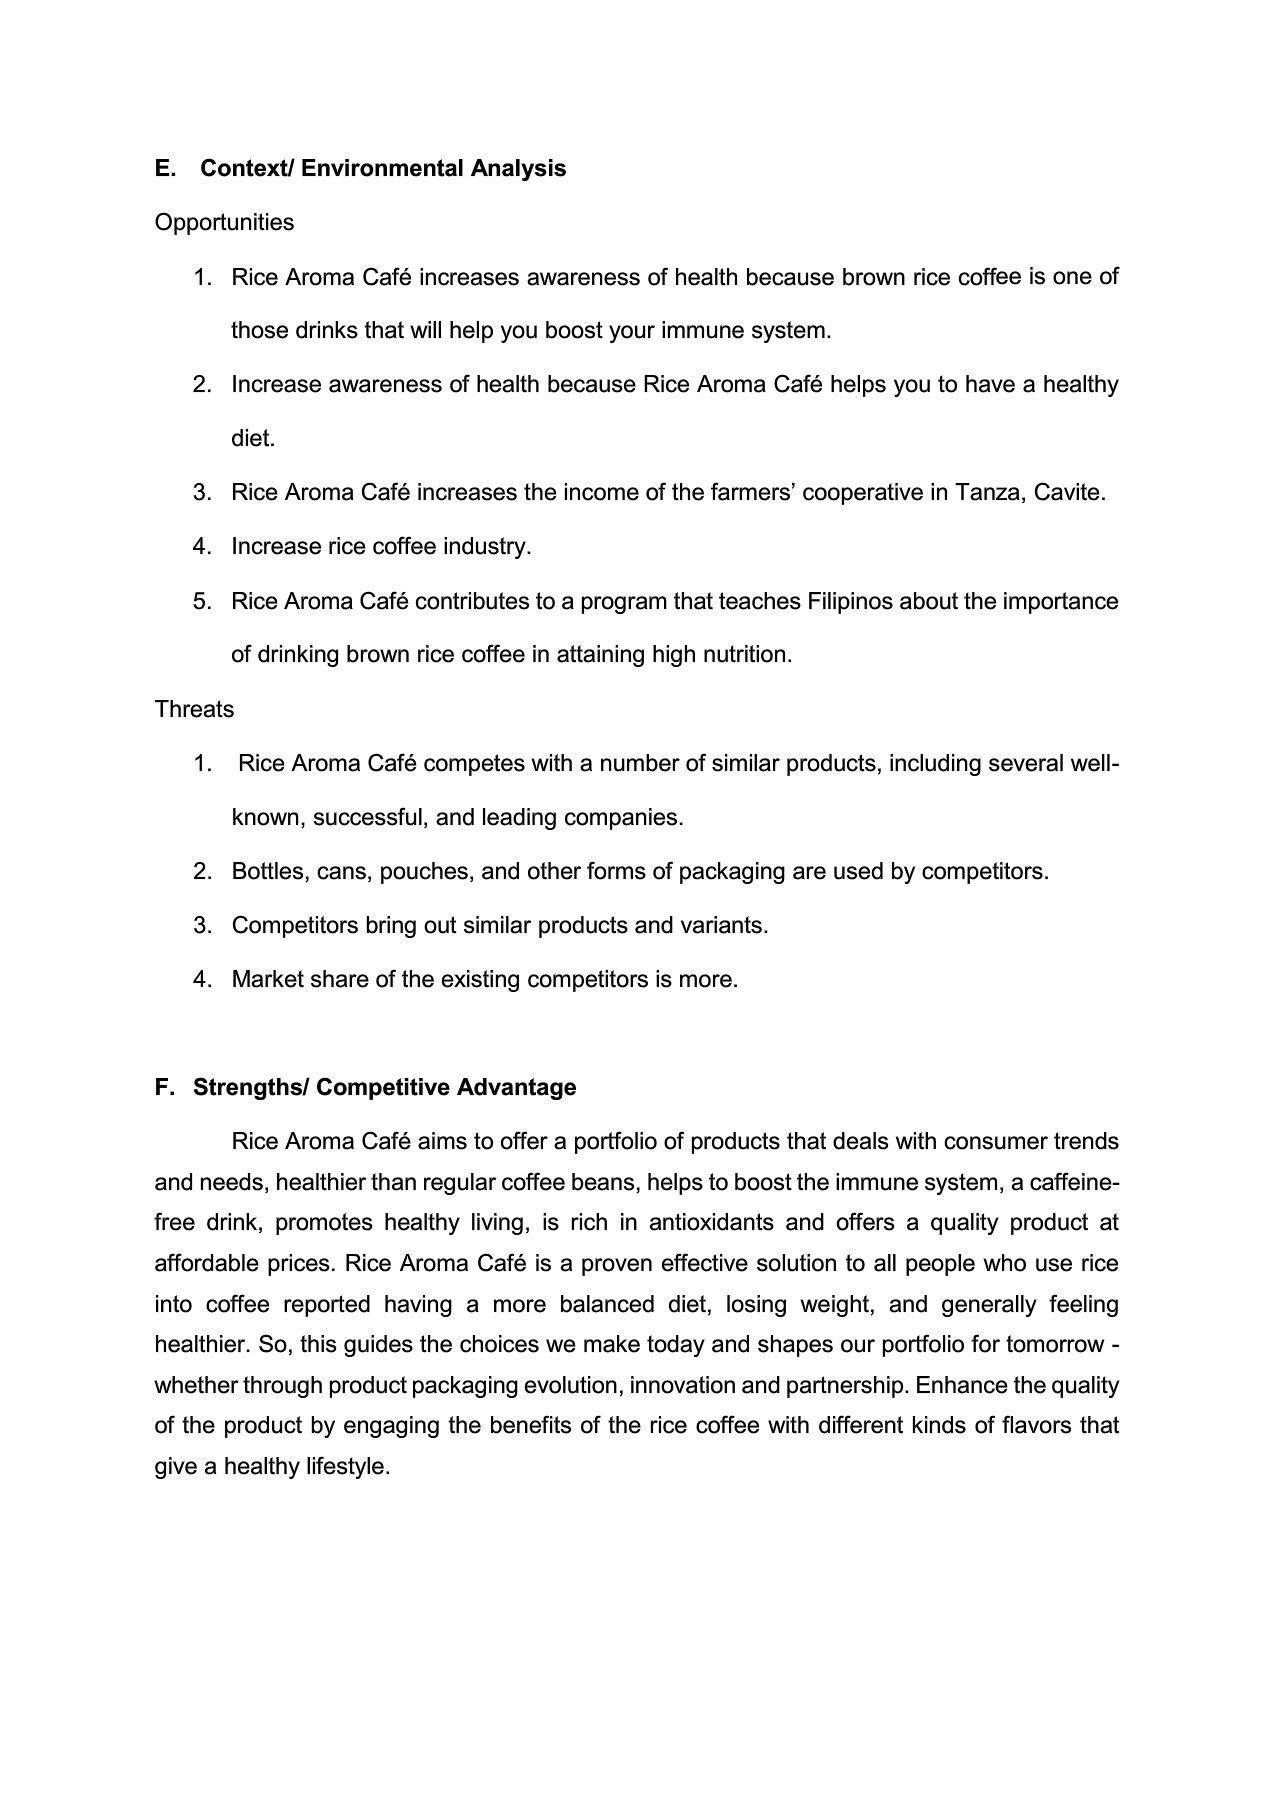 E. Context/ Environmental Analysis
Opportunities
1. Rice Aroma Café increases awareness of health because brown rice coffee is one of
those drinks that will help you boost your immune system.
2. Increase awareness of health because Rice Aroma Café helps you to have a healthy
diet.
3. Rice Aroma Café increases the income of the farmers’ cooperative in Tanza, Cavite.
4. Increase rice coffee industry.
5. Rice Aroma Café contributes to a program that teaches Filipinos about the importance
of drinking brown rice coffee in attaining high nutrition.
Threats
1. Rice Aroma Café competes with a number of similar products, including several well-
known, successful, and leading companies.
2. Bottles, cans, pouches, and other forms of packaging are used by competitors.
3. Competitors bring out similar products and variants.
4. Market share of the existing competitors is more.
F. Strengths/ Competitive Advantage
Rice Aroma Café aims to offer a portfolio of products that deals with consumer trends
and needs, healthier than regular coffee beans, helps to boost the immune system, a caffeine-
free drink, promotes healthy living, is rich in antioxidants and offers a quality product at
affordable prices. Rice Aroma Café is a proven effective solution to all people who use rice
into coffee reported having a more balanced diet, losing weight, and generally feeling
healthier. So, this guides the choices we make today and shapes our portfolio for tomorrow -
whether through product packaging evolution, innovation and partnership. Enhance the quality
of the product by engaging the benefits of the rice coffee with different kinds of flavors that
give a healthy lifestyle.